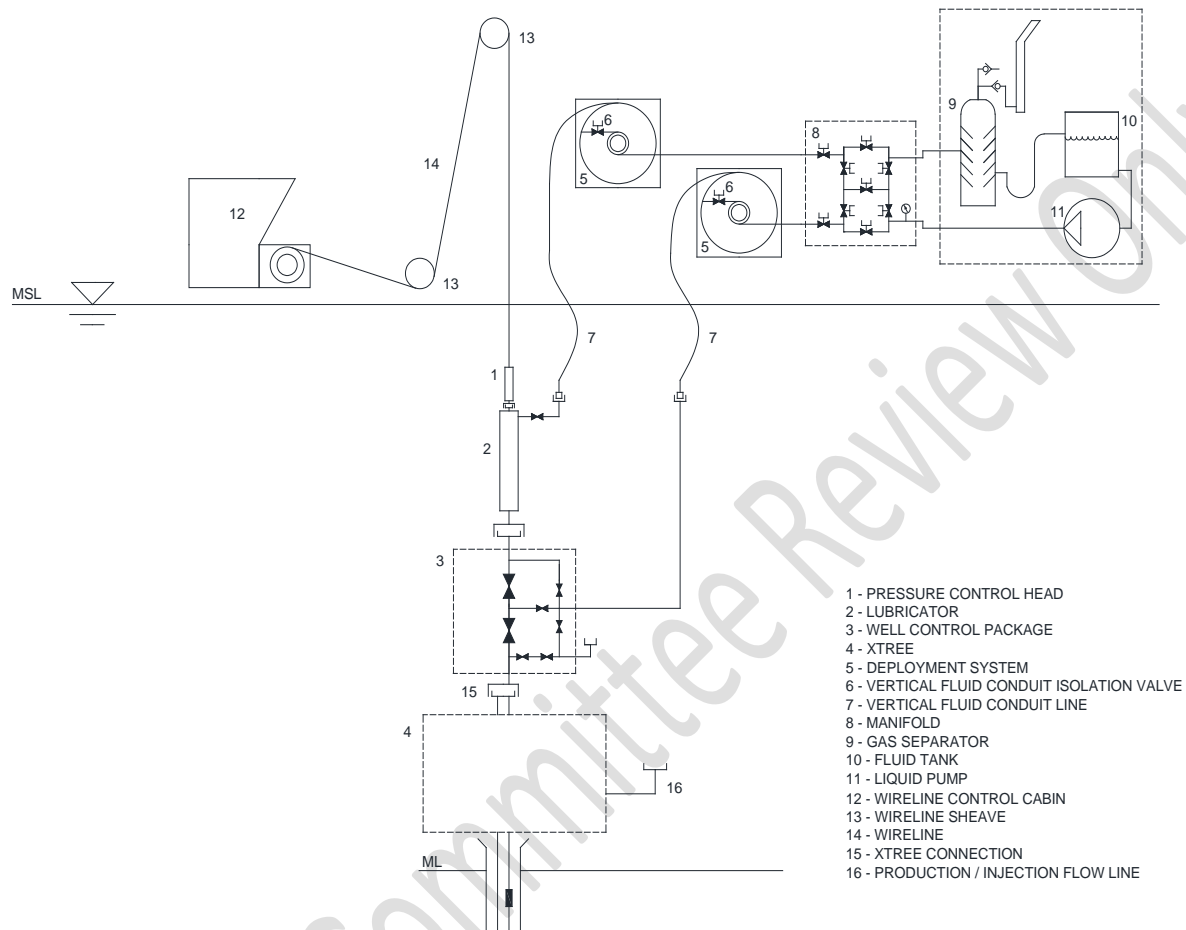 13
6
9
10
8
14
5
12
6
11
5
13
MSL
7
7
1
2
3
1 - PRESSURE CONTROL HEAD
2 - LUBRICATOR
3 - WELL CONTROL PACKAGE
4 - XTREE
5 - DEPLOYMENT SYSTEM
6 - VERTICAL FLUID CONDUIT ISOLATION VALVE
7 - VERTICAL FLUID CONDUIT LINE
8 - MANIFOLD
9 - GAS SEPARATOR
10 - FLUID TANK
11 - LIQUID PUMP
12 - WIRELINE CONTROL CABIN
13 - WIRELINE SHEAVE
14 - WIRELINE
15 - XTREE CONNECTION
16 - PRODUCTION / INJECTION FLOW LINE
15
4
16
ML
Committee Review Only